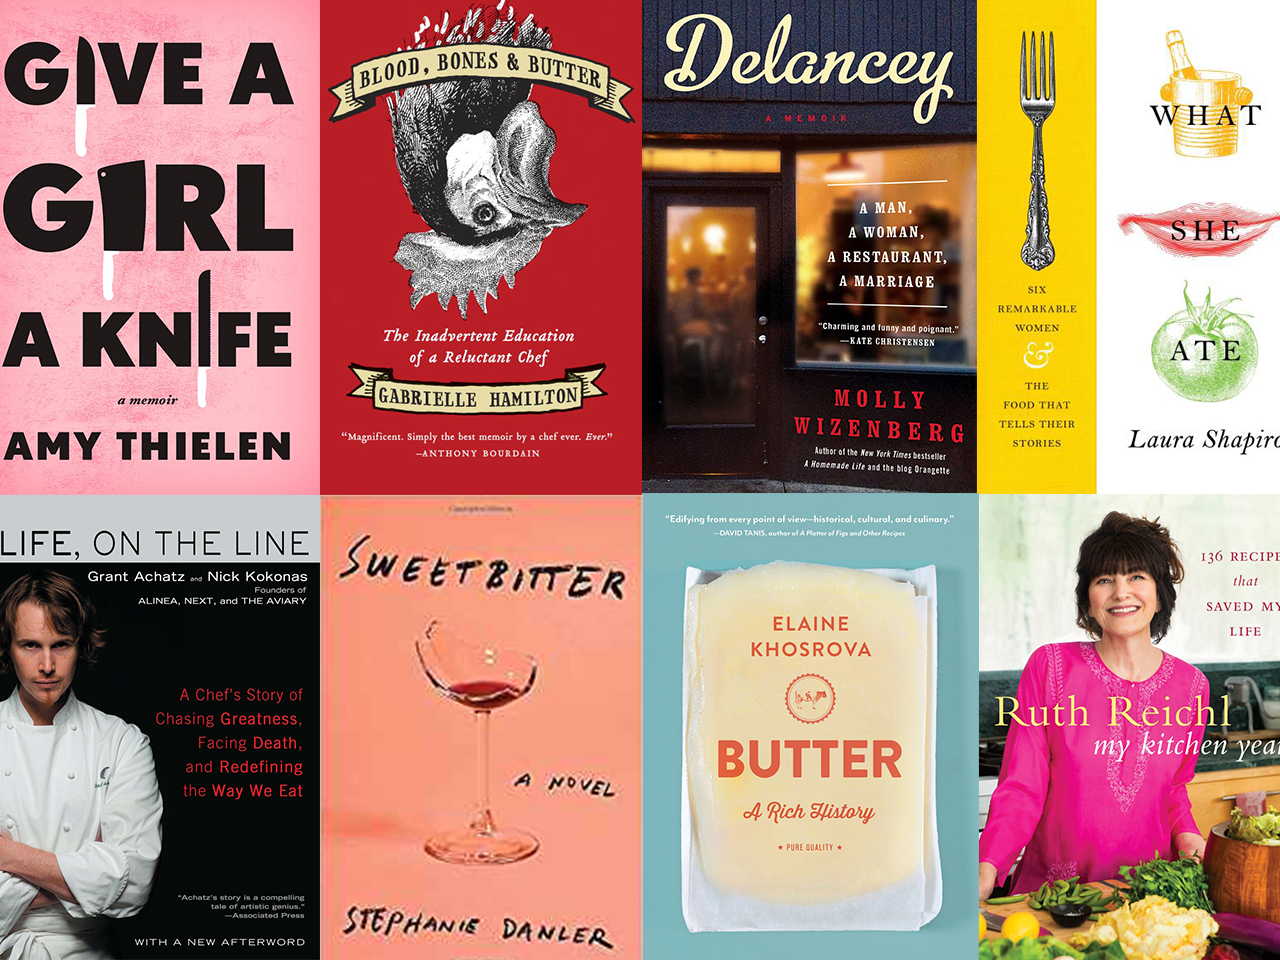 GIVE A
GIRL
A KNIFE
a memoir
AMY THIELEN
BLOOD, BONES & BUTTER
The Inadvertent Education
of a Reluctant Chef
GABRIELLE HAMILTON
“Magnificent. Simply the best memoir by a chef ever. Ever.”
—ANTHONY BOURDAIN
Delancey
A MEMOIR
A MAN,
A WOMAN,
A RESTAURANT,
A MARRIAGE
“Charming and funny and poignant.”
—KATE CHRISTENSEN
MOLLY
WIZENBERG
Author of the New York Times bestseller
A Homemade Life and the blog Orangette
SIX
REMARKABLE
WOMEN
&
THE
FOOD THAT
TELLS THEIR
STORIES
WHAT
SHE
ATE
Laura Shapiro
LIFE, ON THE LINE
Grant Achatz and Nick Kokonas
Founders of
ALINEA, NEXT, and THE AVIARY
A Chef's Story of
Chasing Greatness,
Facing Death,
and Redefining
the Way We Eat
“Achatz's story is a compelling
tale of artistic genius.”
—Associated Press
WITH A NEW AFTERWORD
SWEETBITTER
A NOVEL
STEPHANIE DANLER
“Edifying from every point of view—historical, cultural, and culinary.”
—DAVID TANIS, author of A Platter of Figs and Other Recipes
ELAINE
KHOSROVA
BUTTER
A Rich History
★ PURE QUALITY ★
136 RECIPE
that
SAVED MY
LIFE
Ruth Reichl
my kitchen year